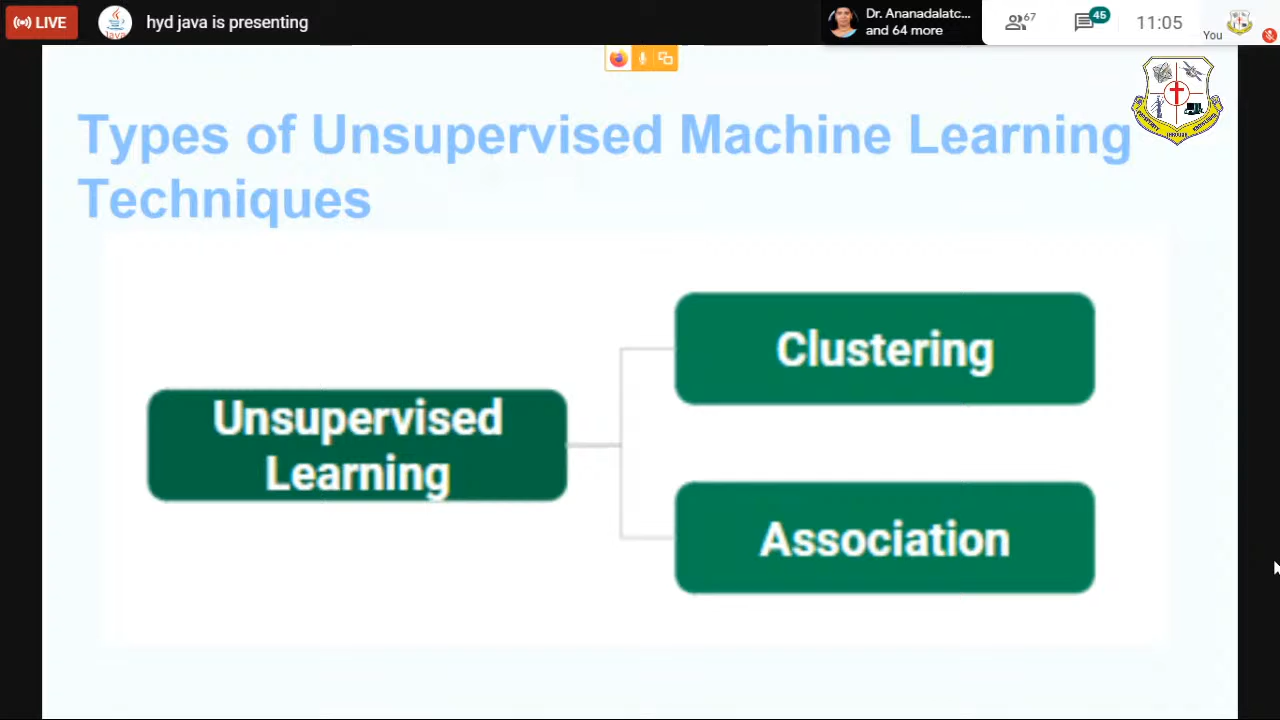 LIVE
hyd java is presenting
Dr. Ananadalatc...
and 64 more
67
45
11:05
You
Java
Types of Unsupervised Machine Learning
Techniques
Clustering
Unsupervised
Learning
Association